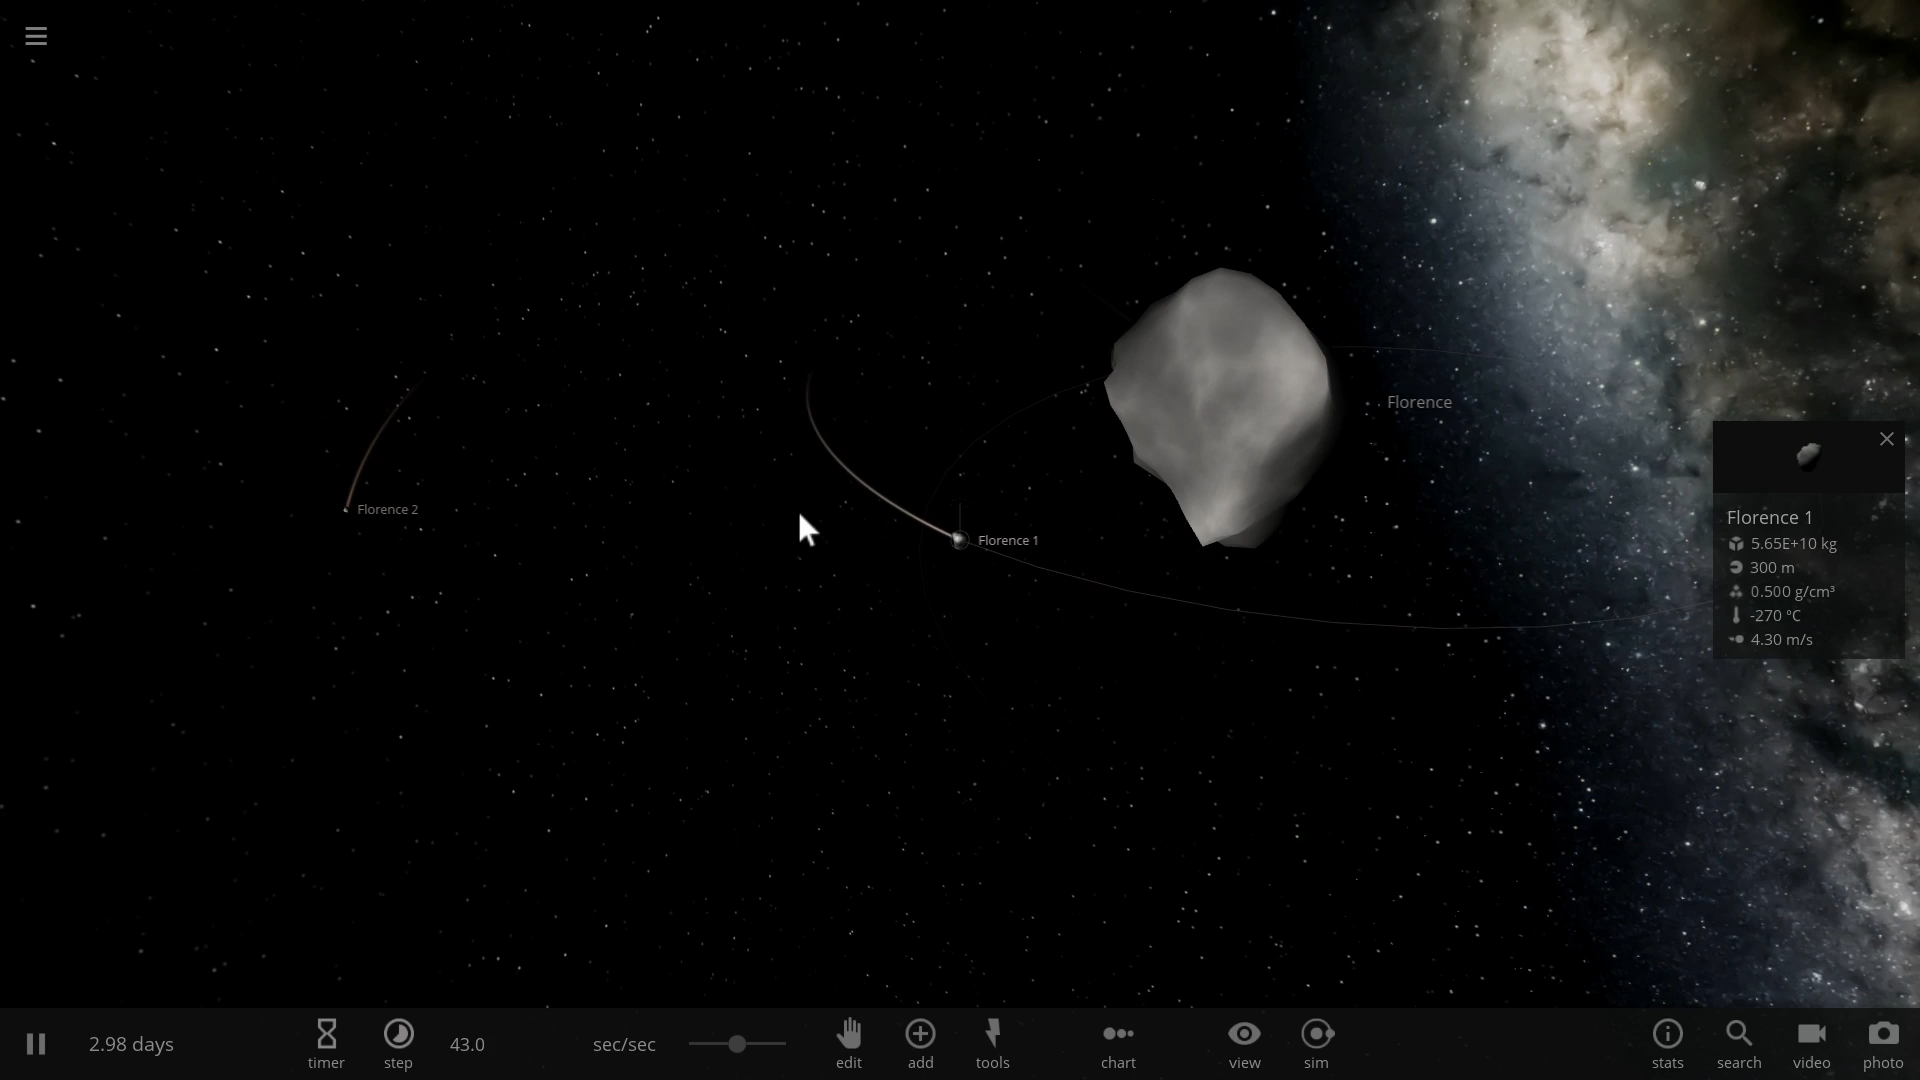 Florence
Florence 2
Florence 1
Florence 1
5.65E+10 kg
300 m
0.500 g/cm³
-270 °C
4.30 m/s
2.98 days
timer
step
43.0
sec/sec
edit
add
tools
chart
view
sim
stats
search
video
photo